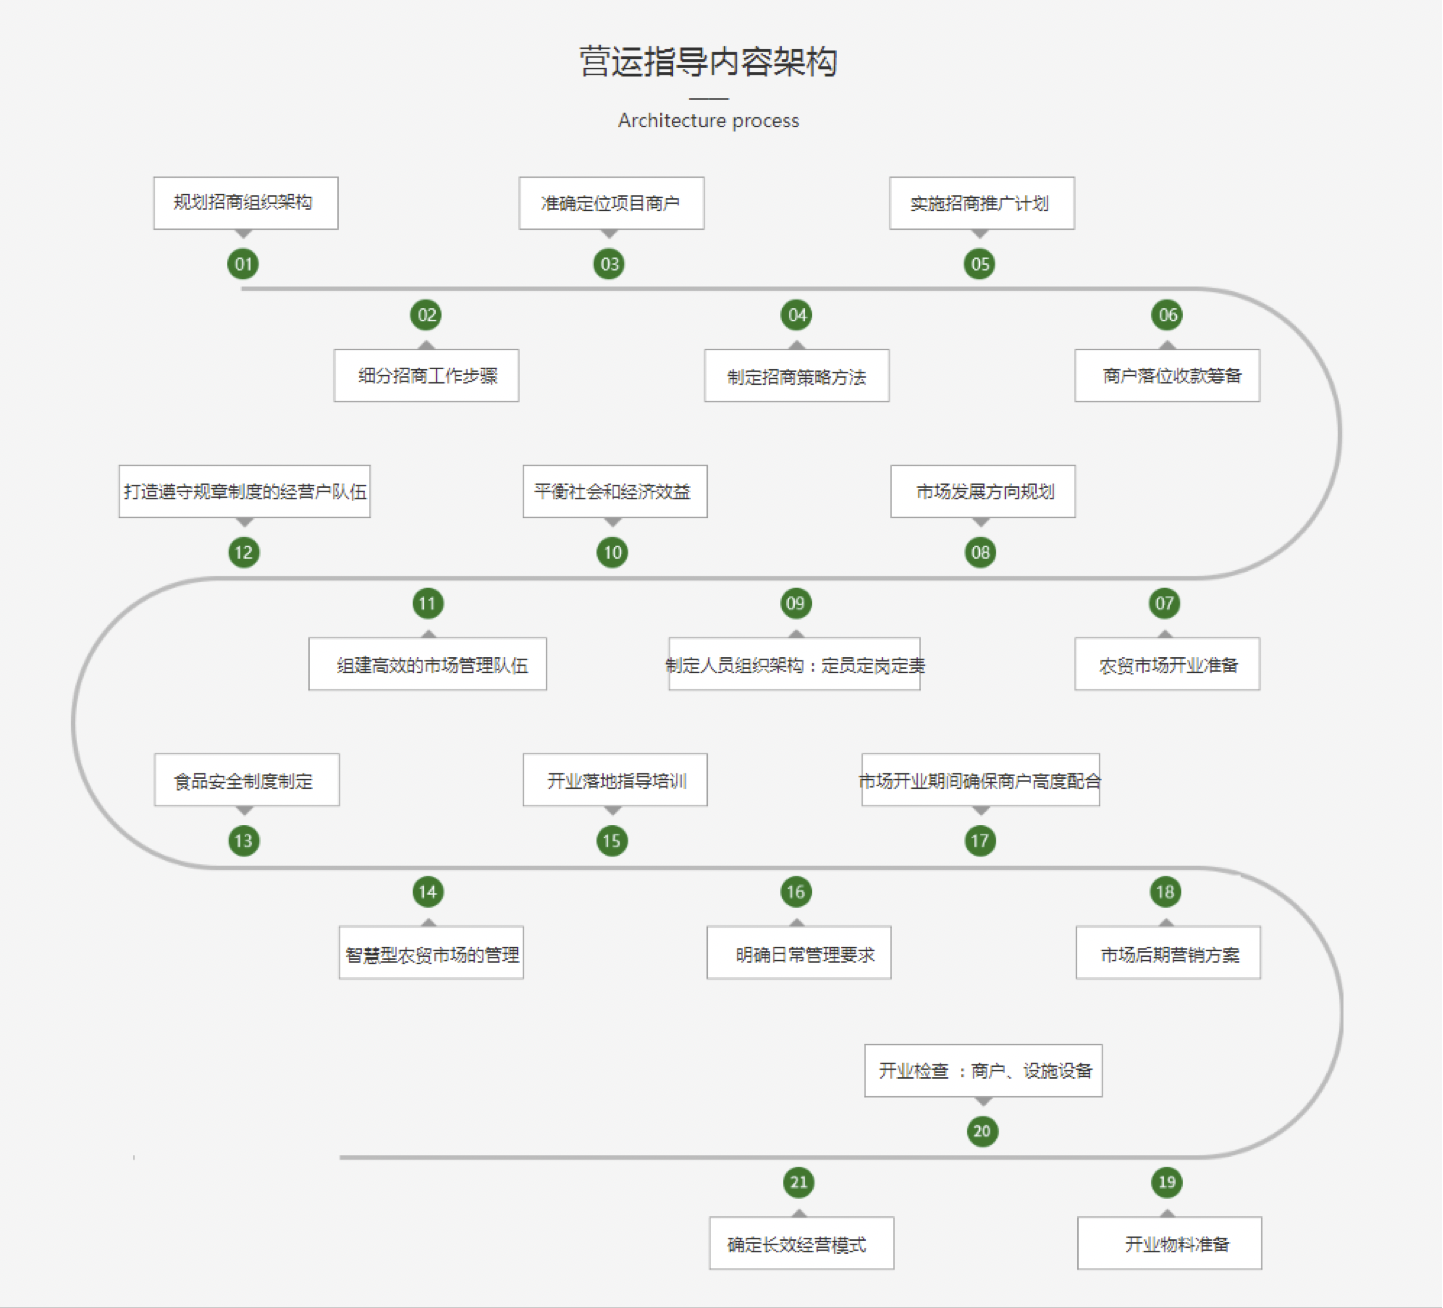 营运指导内容架构
Architecture process
规划招商组织架构
01
细分招商工作步骤
02
准确定位项目商户
03
制定招商策略方法
04
实施招商推广计划
05
商户落位收款筹备
06
农贸市场开业准备
07
市场发展方向规划
08
制定人员组织架构：定员定岗定责
09
平衡社会和经济效益
10
组建高效的市场管理队伍
11
打造遵守规章制度的经营户队伍
12
食品安全制度制定
13
智慧型农贸市场的管理
14
开业落地指导培训
15
明确日常管理要求
16
市场开业期间确保商户高度配合
17
市场后期营销方案
18
开业物料准备
19
开业检查 ：商户、设施设备
20
确定长效经营模式
21